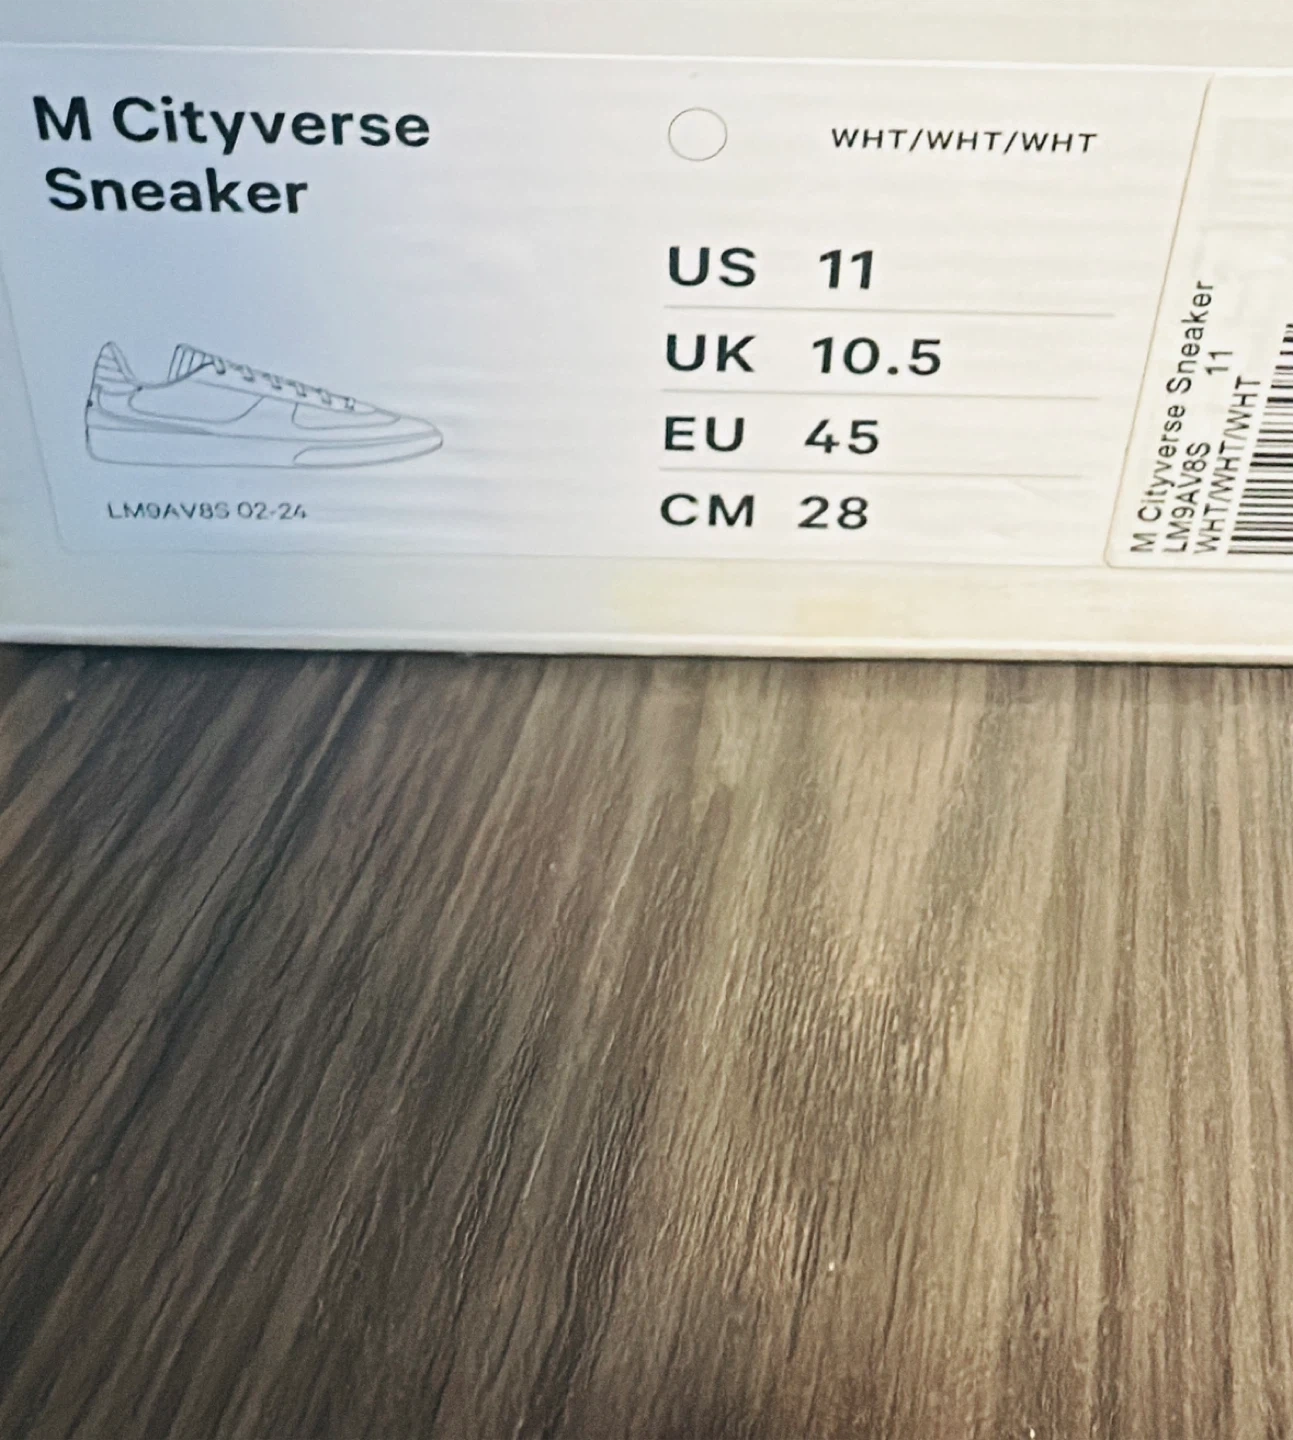 M Cityverse
Sneaker
LM9AV8S 02-24
WHT/WHT/WHT
US 11
UK 10.5
EU 45
CM 28
M Cityverse Sneaker
LM9AV8S 11
WHT/WHT/WHT